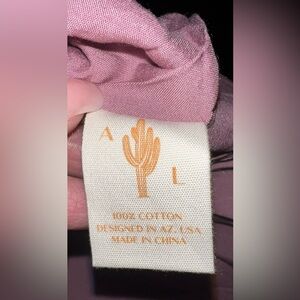 A
L
100% COTTON
DESIGNED IN AZ. USA
MADE IN CHINA